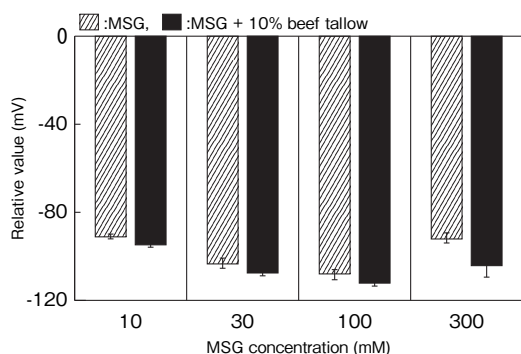 :MSG, :MSG + 10% beef tallow
0
-40
-80
-120
Relative value (mV)
10 30 100 300
MSG concentration (mM)